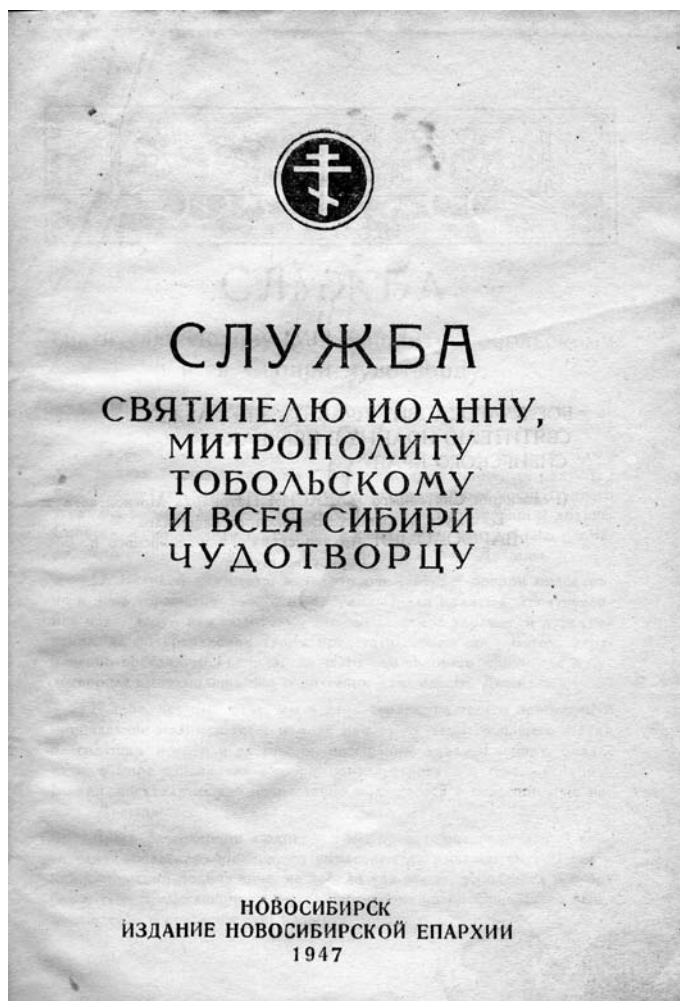 СЛУЖБА
СВЯТИТЕЛЮ ИОАННУ,
МИТРОПОЛИТУ
ТОБОЛЬСКОМУ
И ВСЕЯ СИБИРИ
ЧУДОТВОРЦУ
НОВОСИБИРСК
ИЗДАНИЕ НОВОСИБИРСКОЙ ЕПАРХИИ
1947